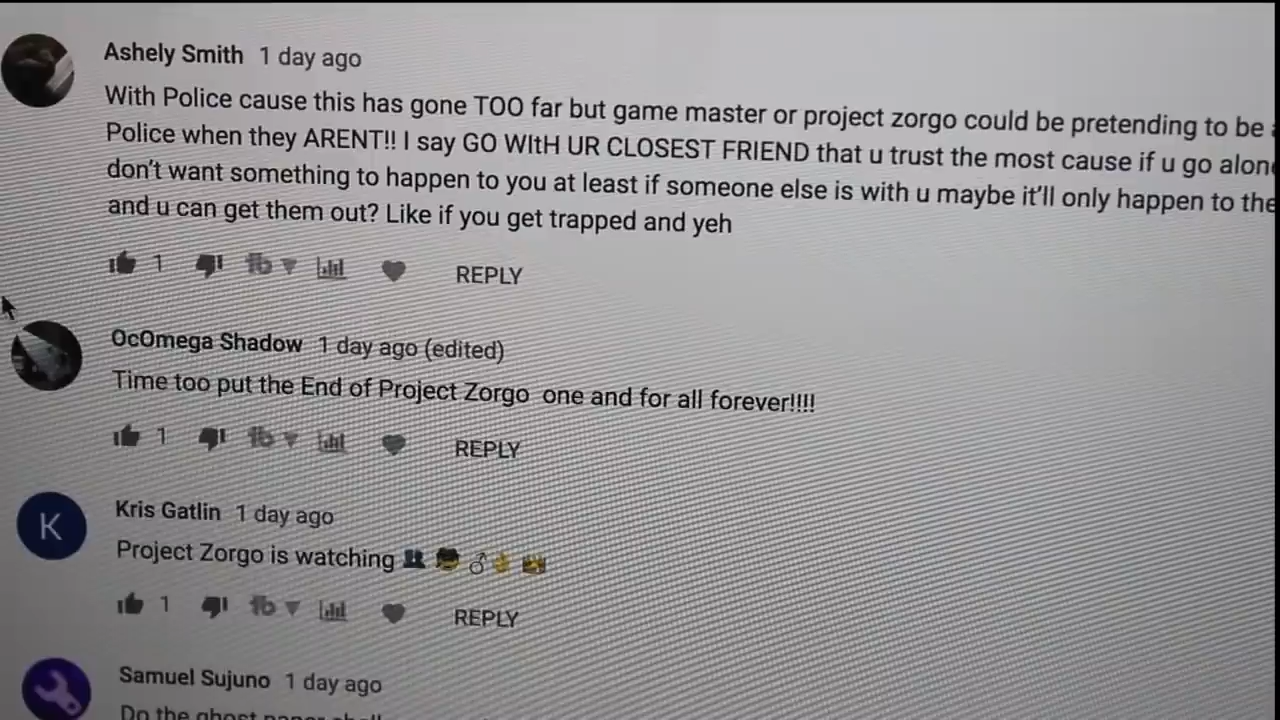 Ashely Smith 1 day ago
With Police cause this has gone TOO far but game master or project zorgo could be pretending to be
Police when they ARENT!! I say GO WItH UR CLOSEST FRIEND that u trust the most cause if u go alon
don't want something to happen to you at least if someone else is with u maybe it'll only happen to the
and u can get them out? Like if you get trapped and yeh
1 REPLY
OcOmega Shadow 1 day ago (edited)
Time too put the End of Project Zorgo one and for all forever!!!!
1 REPLY
K
Kris Gatlin 1 day ago
Project Zorgo is watching 👥 ♂
1 REPLY
Samuel Sujuno 1 day ago
Do the ghost paper